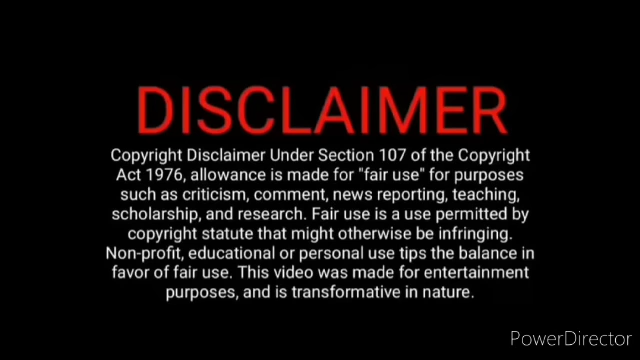 DISCLAIMER
Copyright Disclaimer Under Section 107 of the Copyright
Act 1976, allowance is made for "fair use" for purposes
such as criticism, comment, news reporting, teaching,
scholarship, and research. Fair use is a use permitted by
copyright statute that might otherwise be infringing.
Non-profit, educational or personal use tips the balance in
favor of fair use. This video was made for entertainment
purposes, and is transformative in nature.
PowerDirector